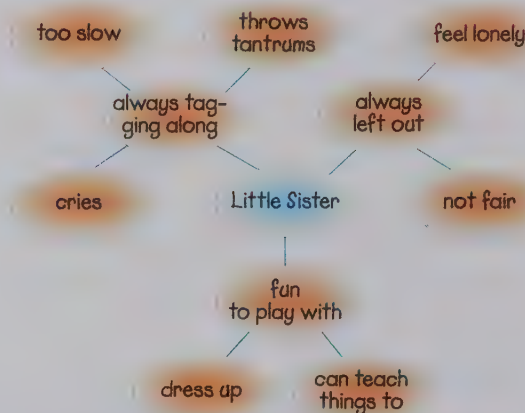 too slow
throws
tantrums
feel lonely
always tag-
ging along
always
left out
cries
Little Sister
not fair
fun
to play with
dress up
can teach
things to